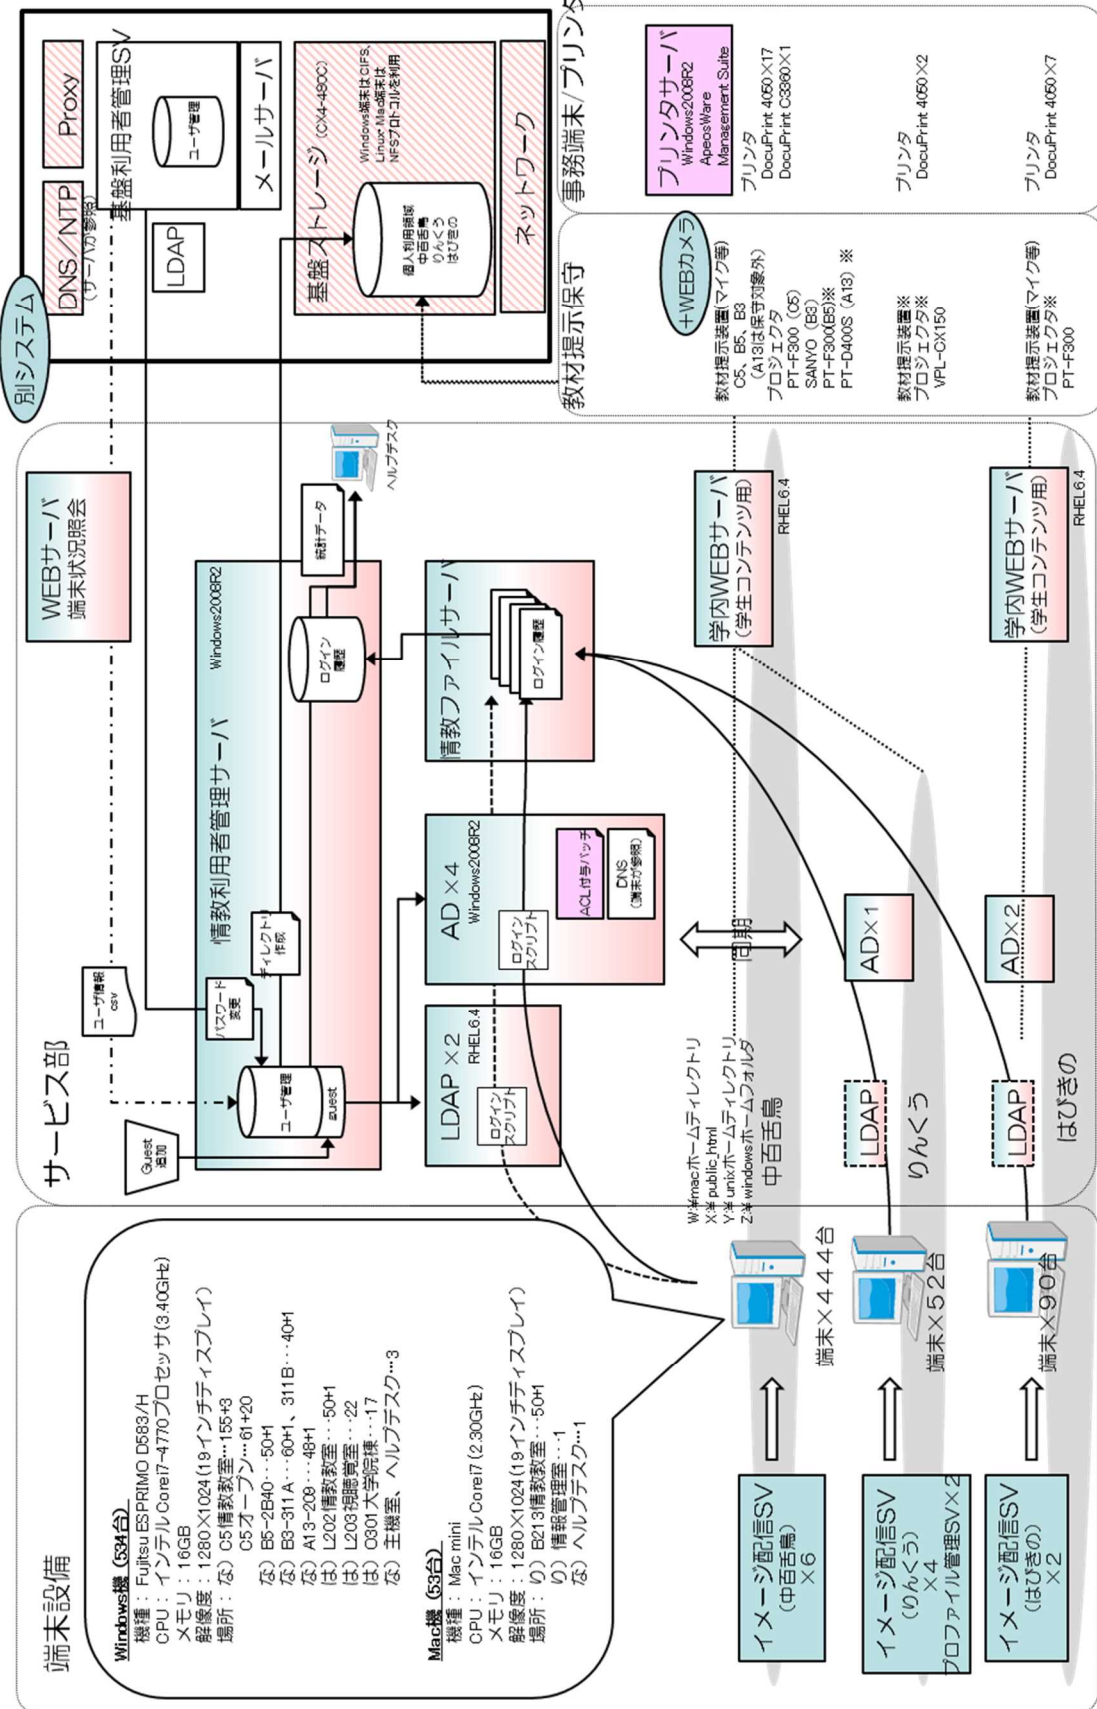 端末設備
Windows機(534台)
機種:Fujitsu ESPRIMO D583/H
CPU:インテルCorei7-4770プロセッサ(3.40GHz)
メモリ:16GB
解像度:1280×1024(19インチディスプレイ)
場所:な)C5情教教室…155+3
C5オープン…61+20
な)B5-2B40・・・50+1
な)B3-311A・・・60+1、311B・・・40+1
な)A13-209・・・48+1
は)L202情教教室・・・50+1
は)L203視聴覚室・・・22
は)O301大学院棟・・・17
な)主機室、ヘルプデスク…3
Mac機(53台)
機種:Mac mini
CPU:インテルCorei7(2.30GHz)
メモリ:16GB
解像度:1280×1024(19インチディスプレイ)
場所:り)B213情教教室・・・50+1
り)情報管理室・・・1
な)ヘルプデスク…1
イメージ配信SV
(中百舌鳥)
×6
イメージ配信SV
(りんくう)
×4
プロファイル管理SV×2
イメージ配信SV
(はびきの)
×2
端末×444台
端末×52台
端末×90台
サービス部
Guest
追加
ユーザ情報
csv
WEBサーバ
端末状況照会
情教利用者管理サーバ
Windows2008R2
ユーザ管理
guest
パスワード
変更
ディレクトリ
作成
ログイン
履歴
統計データ
ヘルプデスク
LDAP×2
RHEL6.4
ログイン
スクリプト
AD×4
Windows2008R2
ログイン
スクリプト
ACL付与バッチ
DNS
(端末が参照)
情教ファイルサーバ
ログイン履歴
W:¥macホームディレクトリ
X:¥public_html
Y:¥unixホームディレクトリ
Z:¥windowsホームフォルダ
中百舌鳥
同期
学内WEBサーバ
(学生コンテンツ用)
RHEL6.4
LDAP
AD×1
りんくう
LDAP
AD×2
はびきの
学内WEBサーバ
(学生コンテンツ用)
RHEL6.4
別システム
DNS/NTP
(サーバが参照)
Proxy
LDAP
基盤利用者管理SV
ユーザ管理
メールサーバ
基盤ストレージ(CX4-480C)
個人利用領域
中百舌鳥
りんくう
はびきの
Windows端末はCIFS、
Linux・Mac端末は
NFSプロトコルを利用
ネットワーク
教材提示保守
+WEBカメラ
教材提示装置(マイク等)
C5、B5、B3
(A13は保守対象外)
プロジェクタ
PT-F300(C5)
SANYO(B3)
PT-F300(B5)※
PT-D400S(A13)※
教材提示装置※
プロジェクタ※
VPL-CX150
教材提示装置(マイク等)
プロジェクタ※
PT-F300
事務端末/プリンタ
プリンタサーバ
Windows2008R2
ApeosWare
Management Suite
プリンタ
DocuPrint 4050×17
DocuPrint C3360×1
プリンタ
DocuPrint 4050×2
プリンタ
DocuPrint 4050×7